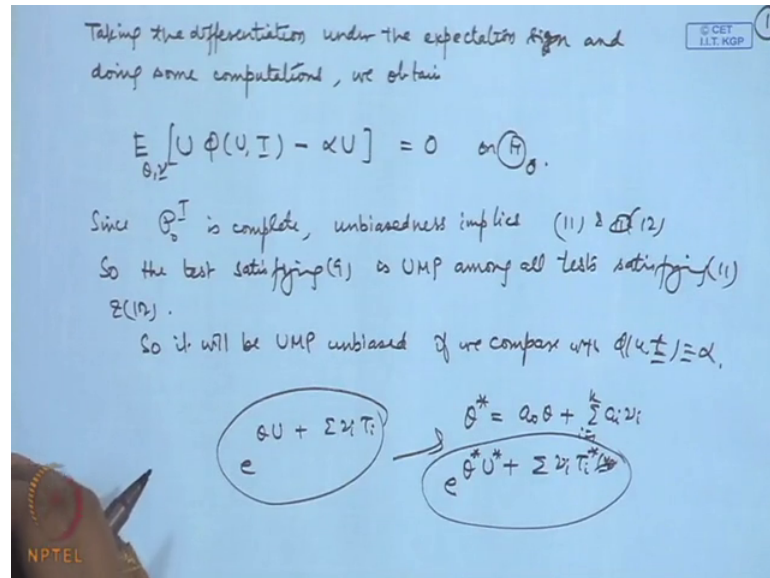 Taking the differentiation under the expectation sign and
© CET
I.I.T. KGP
doing some computations, we obtain
E_{θ,ν} [U φ(U, T) − αU] = 0 on Θ_0.
Since P_0^T is complete, unbiasedness implies (11) & (12)
So the test satisfying (9) is UMP among all tests satisfying (11)
& (12).
So it will be UMP unbiased if we compare with φ(u, t) ≡ α.
e^{θU + Σ ν_i T_i} → θ* = a_0 θ + Σ^k a_i ν_i
e^{θ* U* + Σ ν_i T_i*}
NPTEL